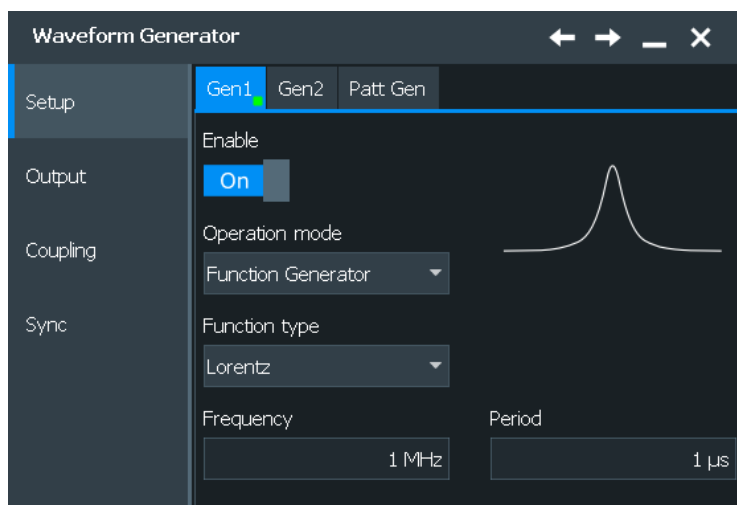 Waveform Generator
Setup
Output
Coupling
Sync
Gen1 Gen2 Patt Gen
Enable
On
Operation mode
Function Generator
Function type
Lorentz
Frequency Period
1 MHz 1 µs